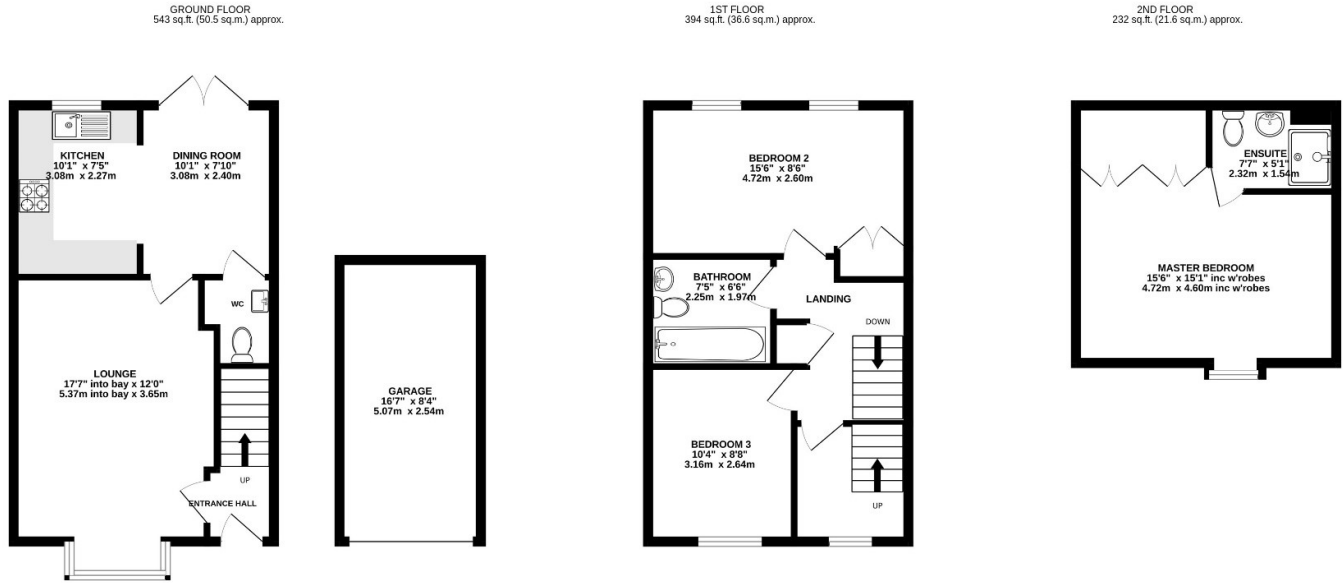 GROUND FLOOR
543 sq.ft. (50.5 sq.m.) approx.
KITCHEN
10'1" x 7'5"
3.08m x 2.27m
DINING ROOM
10'1" x 7'10"
3.08m x 2.40m
WC
LOUNGE
17'7" into bay x 12'0"
5.37m into bay x 3.65m
UP
ENTRANCE HALL
GARAGE
16'7" x 8'4"
5.07m x 2.54m
1ST FLOOR
394 sq.ft. (36.6 sq.m.) approx.
BEDROOM 2
15'6" x 8'6"
4.72m x 2.60m
BATHROOM
7'5" x 6'6"
2.25m x 1.97m
LANDING
DOWN
BEDROOM 3
10'4" x 8'8"
3.16m x 2.64m
UP
2ND FLOOR
232 sq.ft. (21.6 sq.m.) approx.
ENSUITE
7'7" x 5'1"
2.32m x 1.54m
MASTER BEDROOM
15'6" x 15'1" inc w'robes
4.72m x 4.60m inc w'robes